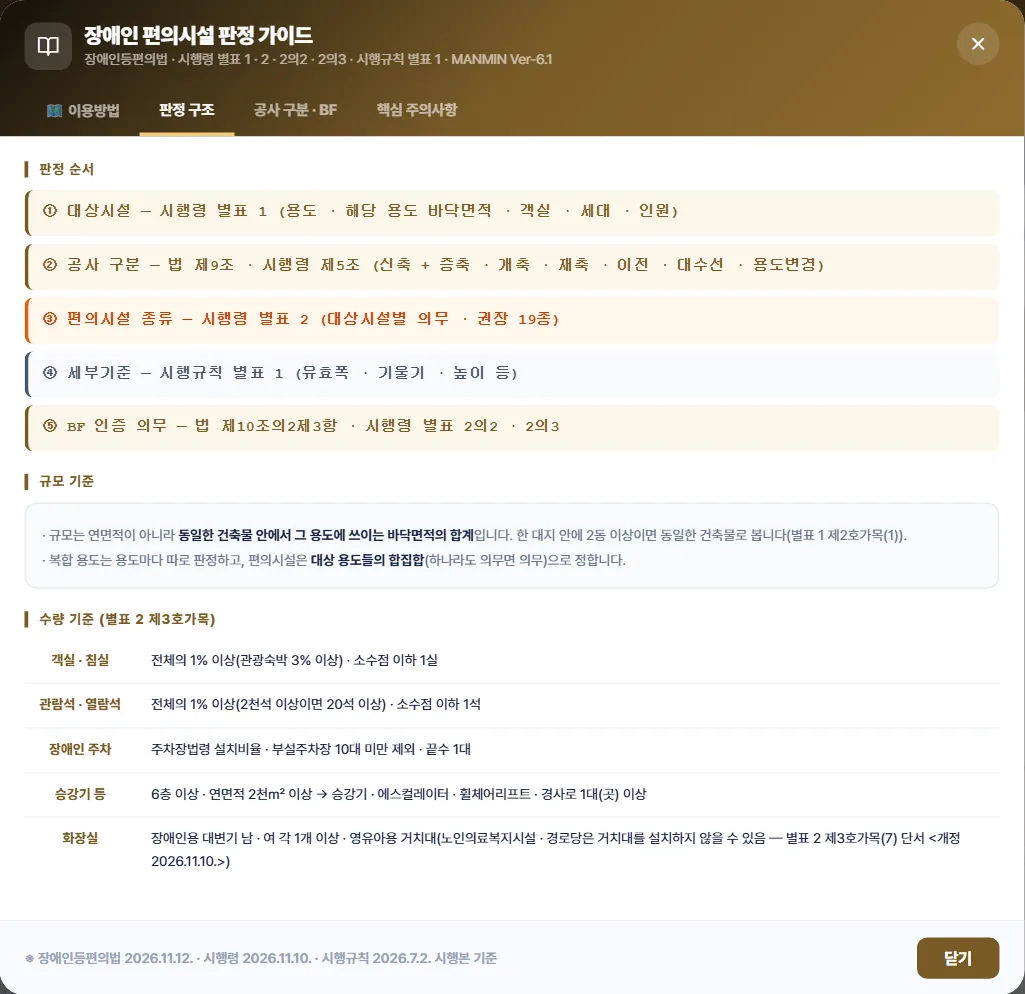 장애인 편의시설 판정 가이드
장애인등편의법 · 시행령 별표 1 · 2 · 2의2 · 2의3 · 시행규칙 별표 1 · MANMIN Ver-6.1
이용방법 판정 구조 공사 구분 · BF 핵심 주의사항
판정 순서
① 대상시설 — 시행령 별표 1 (용도 · 해당 용도 바닥면적 · 객실 · 세대 · 인원)
② 공사 구분 — 법 제9조 · 시행령 제5조 (신축 + 증축 · 개축 · 재축 · 이전 · 대수선 · 용도변경)
③ 편의시설 종류 — 시행령 별표 2 (대상시설별 의무 · 권장 19종)
④ 세부기준 — 시행규칙 별표 1 (유효폭 · 기울기 · 높이 등)
⑤ BF 인증 의무 — 법 제10조의2제3항 · 시행령 별표 2의2 · 2의3
규모 기준
· 규모는 연면적이 아니라 동일한 건축물 안에서 그 용도에 쓰이는 바닥면적의 합계입니다. 한 대지 안에 2동 이상이면 동일한 건축물로 봅니다(별표 1 제2호가목(1)).
· 복합 용도는 용도마다 따로 판정하고, 편의시설은 대상 용도들의 합집합(하나라도 의무면 의무)으로 정합니다.
수량 기준 (별표 2 제3호가목)
객실 · 침실 전체의 1% 이상(관광숙박 3% 이상) · 소수점 이하 1실
관람석 · 열람석 전체의 1% 이상(2천석 이상이면 20석 이상) · 소수점 이하 1석
장애인 주차 주차장법령 설치비율 · 부설주차장 10대 미만 제외 · 끝수 1대
승강기 등 6층 이상 · 연면적 2천m² 이상 → 승강기 · 에스컬레이터 · 휠체어리프트 · 경사로 1대(곳) 이상
화장실 장애인용 대변기 남 · 여 각 1개 이상 · 영유아용 거치대(노인의료복지시설 · 경로당은 거치대를 설치하지 않을 수 있음 — 별표 2 제3호가목(7) 단서 <개정
2026.11.10.>)
※ 장애인등편의법 2026.11.12. · 시행령 2026.11.10. · 시행규칙 2026.7.2. 시행본 기준
닫기